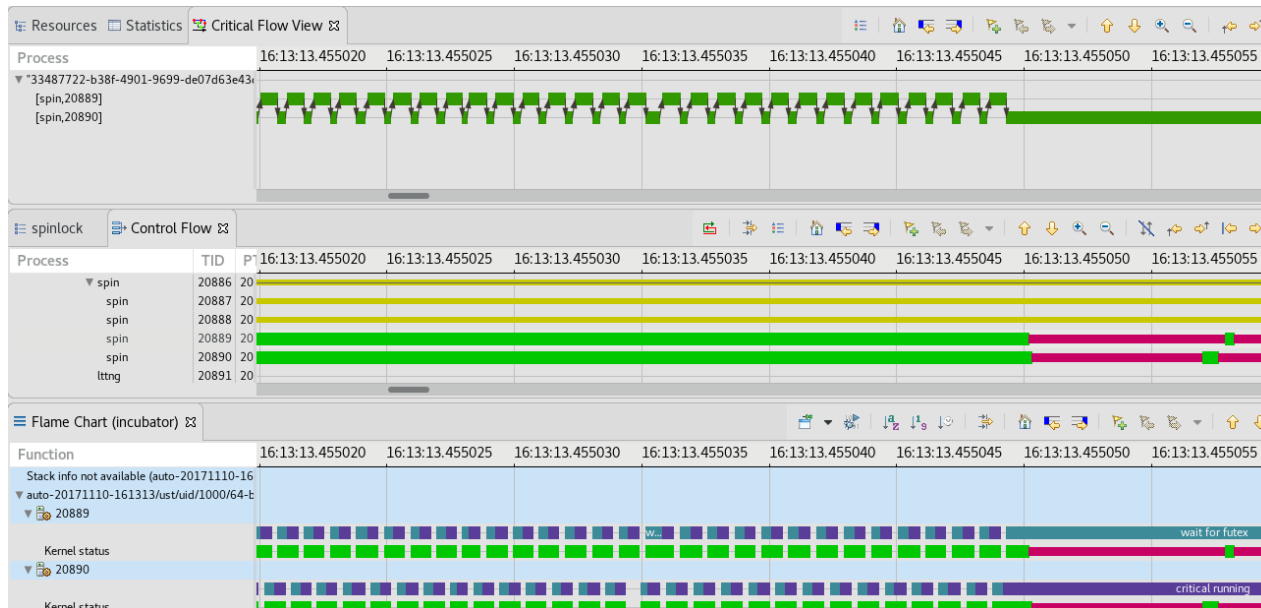 Resources Statistics Critical Flow View
Process 16:13:13.455020 16:13:13.455025 16:13:13.455030 16:13:13.455035 16:13:13.455040 16:13:13.455045 16:13:13.455050 16:13:13.455055
"33487722-b38f-4901-9699-de07d63e43
[spin,20889]
[spin,20890]
spinlock Control Flow
Process TID 16:13:13.455020 16:13:13.455025 16:13:13.455030 16:13:13.455035 16:13:13.455040 16:13:13.455045 16:13:13.455050 16:13:13.455055
spin 20886 20
spin 20887 20
spin 20888 20
spin 20889 20
spin 20890 20
lttng 20891 20
Flame Chart (incubator)
Function 16:13:13.455020 16:13:13.455025 16:13:13.455030 16:13:13.455035 16:13:13.455040 16:13:13.455045 16:13:13.455050 16:13:13.455055
Stack info not available (auto-20171110-16
auto-20171110-161313/ust/uid/1000/64-b
20889
w... wait for futex
Kernel status
20890
critical running
Kernel status